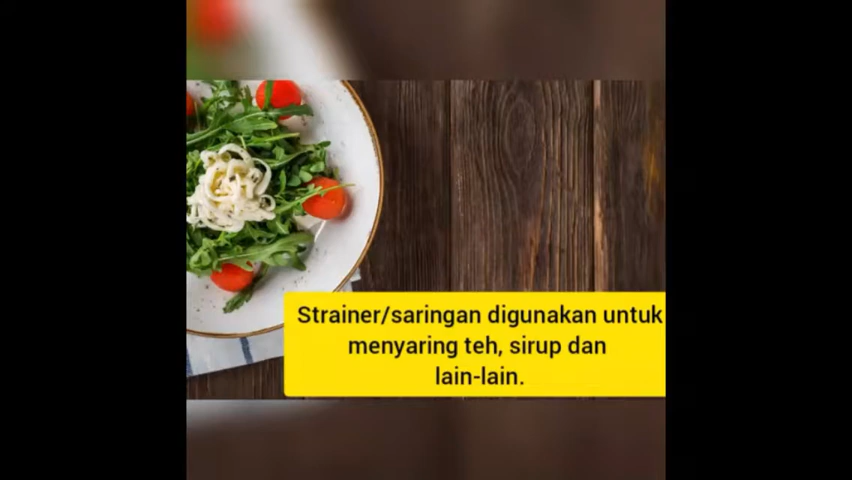 Strainer/saringan digunakan untuk
menyaring teh, sirup dan
lain-lain.